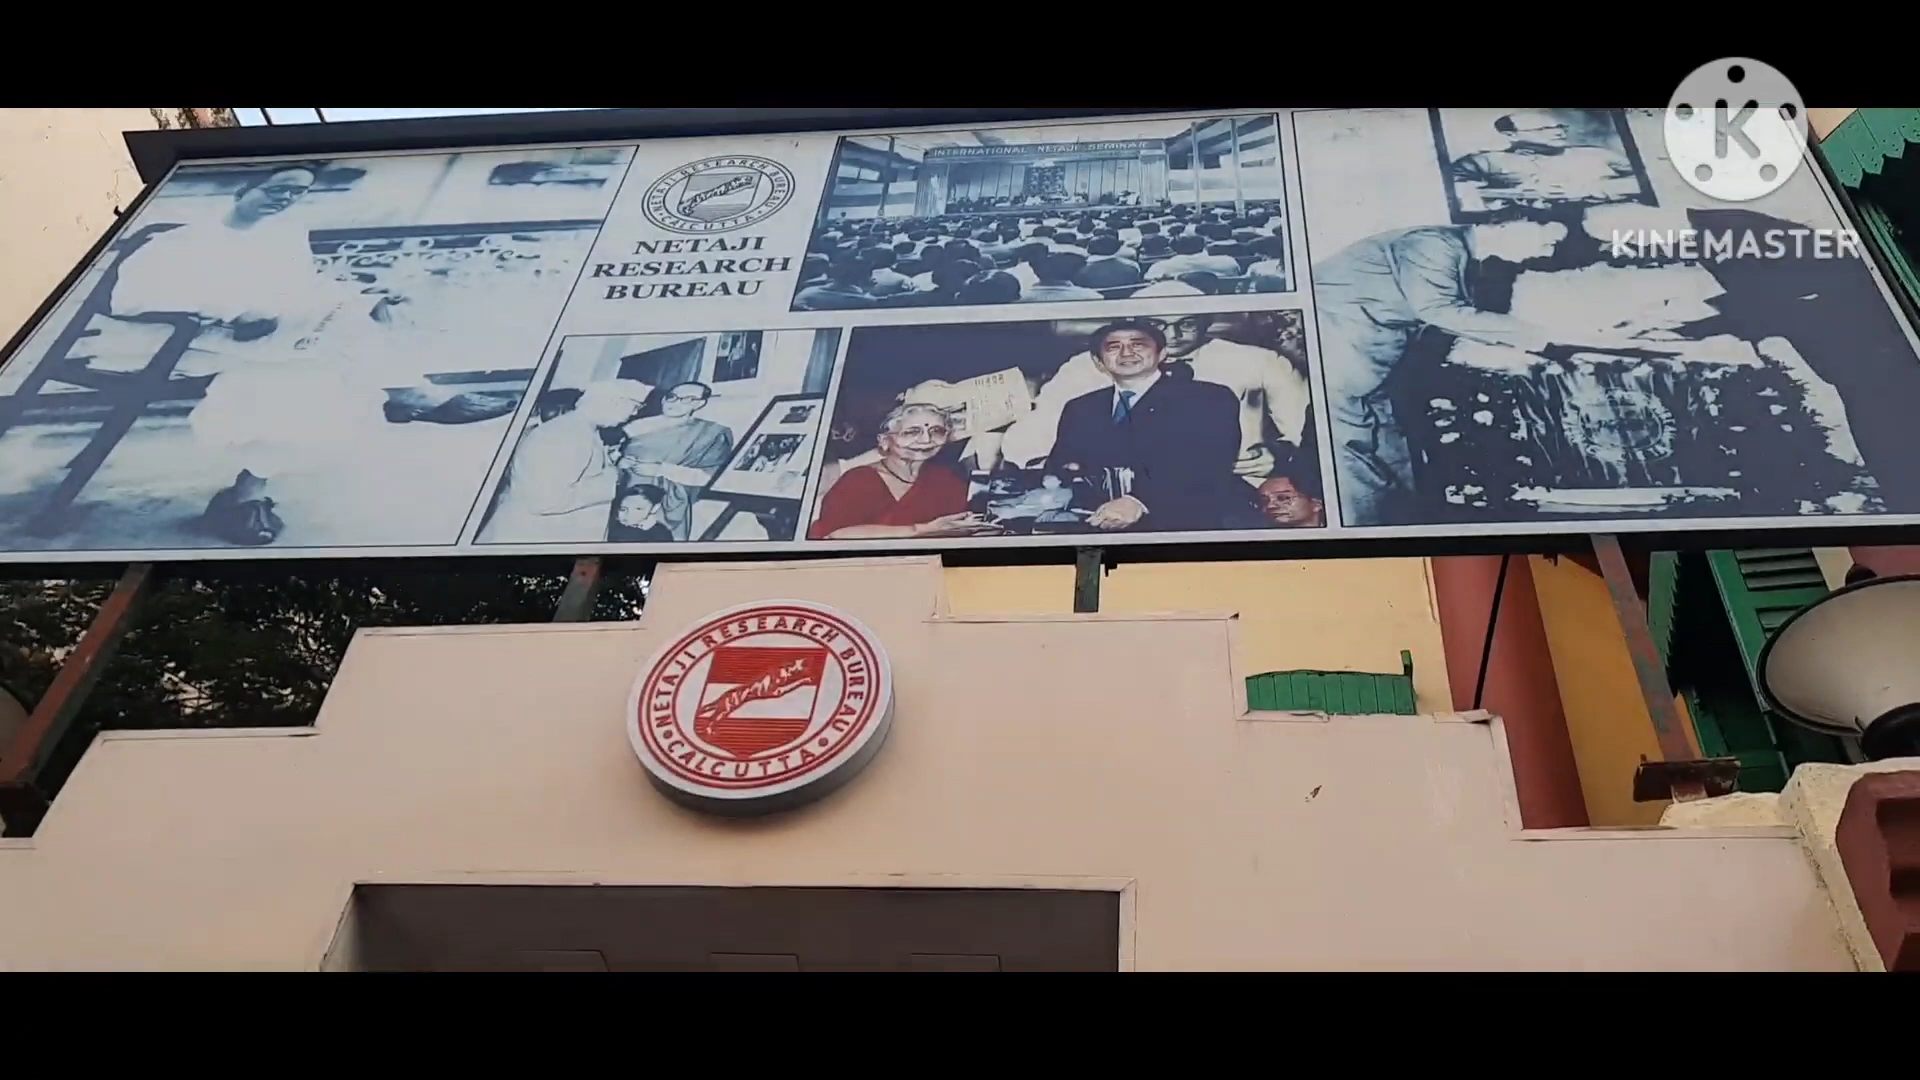 NETAJI RESEARCH BUREAU
• CALCUTTA •
NETAJI
RESEARCH
BUREAU
INTERNATIONAL NETAJI SEMINAR
K
KINEMASTER
NETAJI RESEARCH BUREAU
• CALCUTTA •